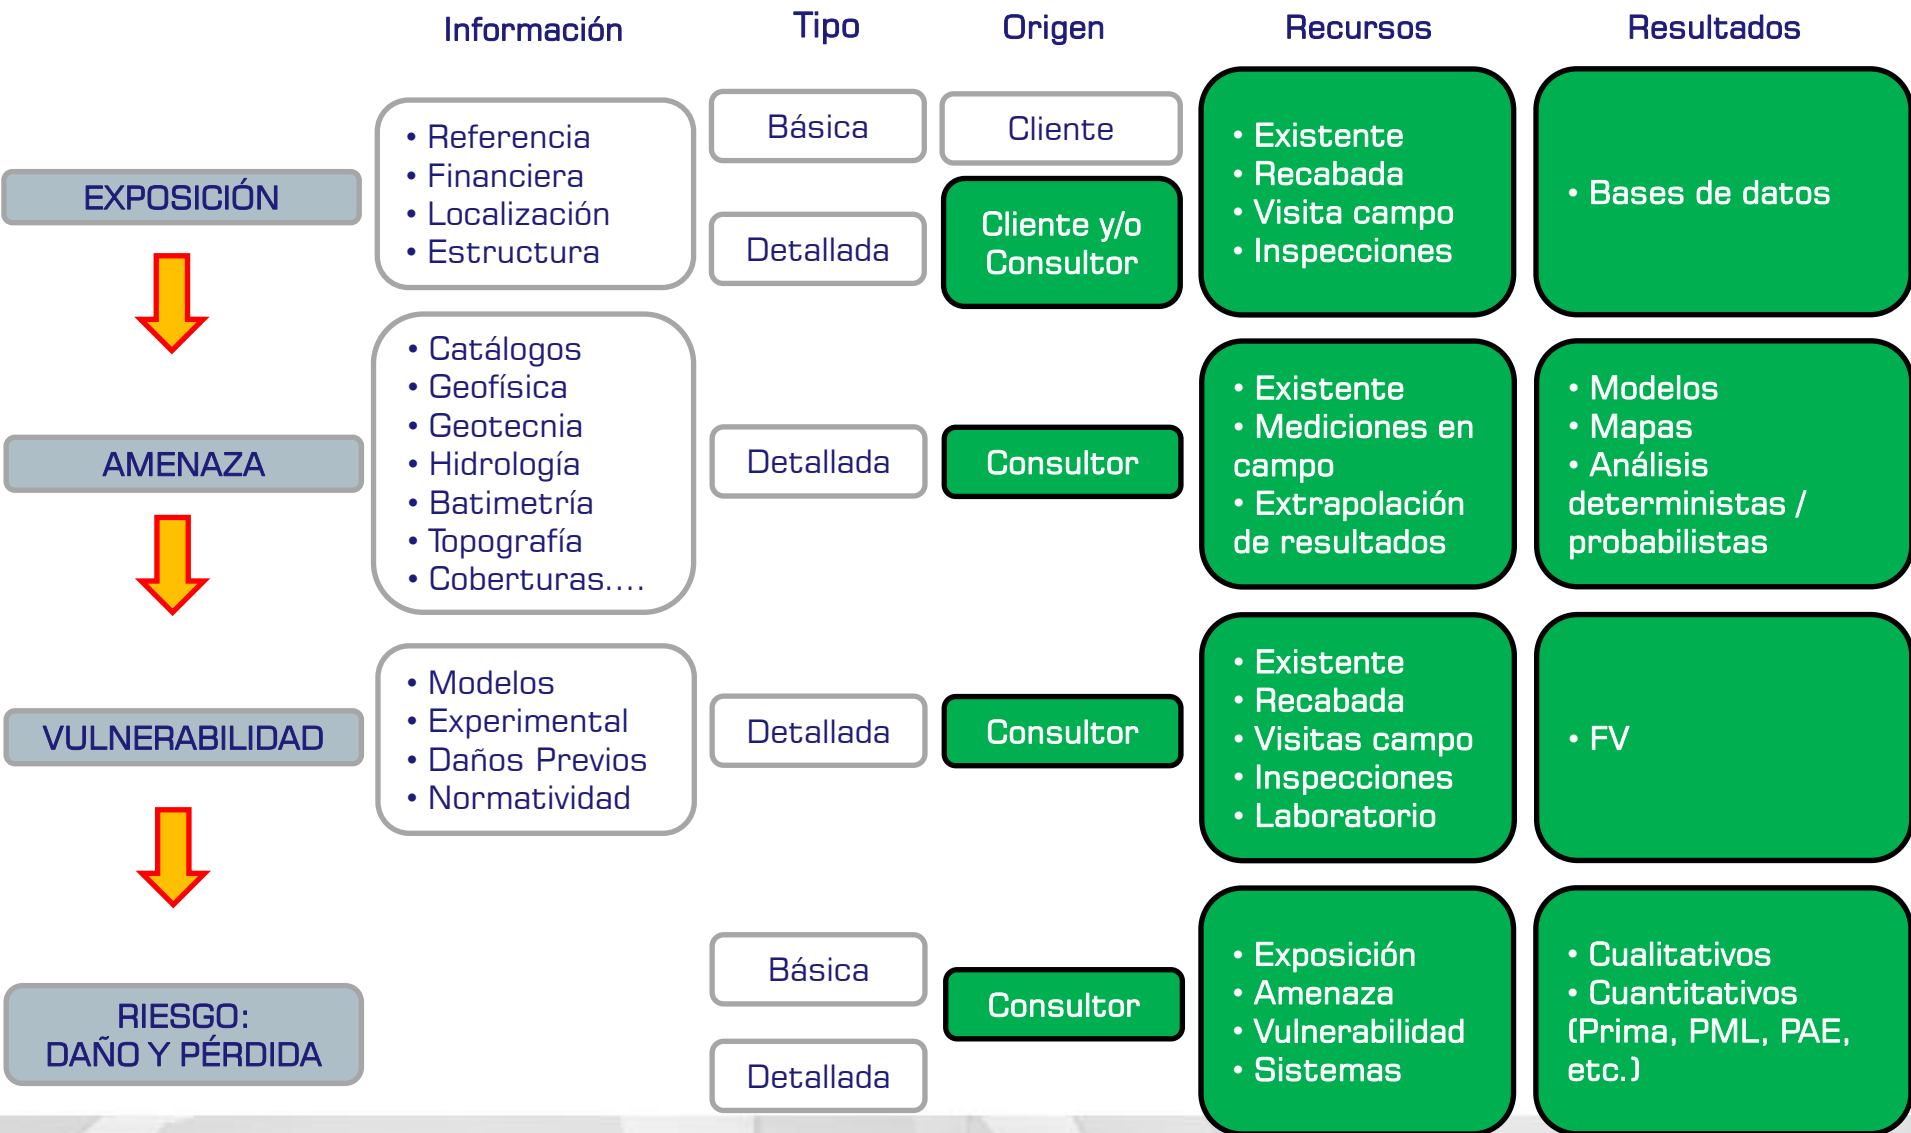 Información Tipo Origen Recursos Resultados
EXPOSICIÓN
• Referencia
• Financiera
• Localización
• Estructura
Básica
Detallada
Cliente
Cliente y/o
Consultor
• Existente
• Recabada
• Visita campo
• Inspecciones
• Bases de datos
AMENAZA
• Catálogos
• Geofísica
• Geotecnia
• Hidrología
• Batimetría
• Topografía
• Coberturas....
Detallada
Consultor
• Existente
• Mediciones en
campo
• Extrapolación
de resultados
• Modelos
• Mapas
• Análisis
deterministas /
probabilistas
VULNERABILIDAD
• Modelos
• Experimental
• Daños Previos
• Normatividad
Detallada
Consultor
• Existente
• Recabada
• Visitas campo
• Inspecciones
• Laboratorio
• FV
RIESGO:
DAÑO Y PÉRDIDA
Básica
Detallada
Consultor
• Exposición
• Amenaza
• Vulnerabilidad
• Sistemas
• Cualitativos
• Cuantitativos
(Prima, PML, PAE,
etc.)